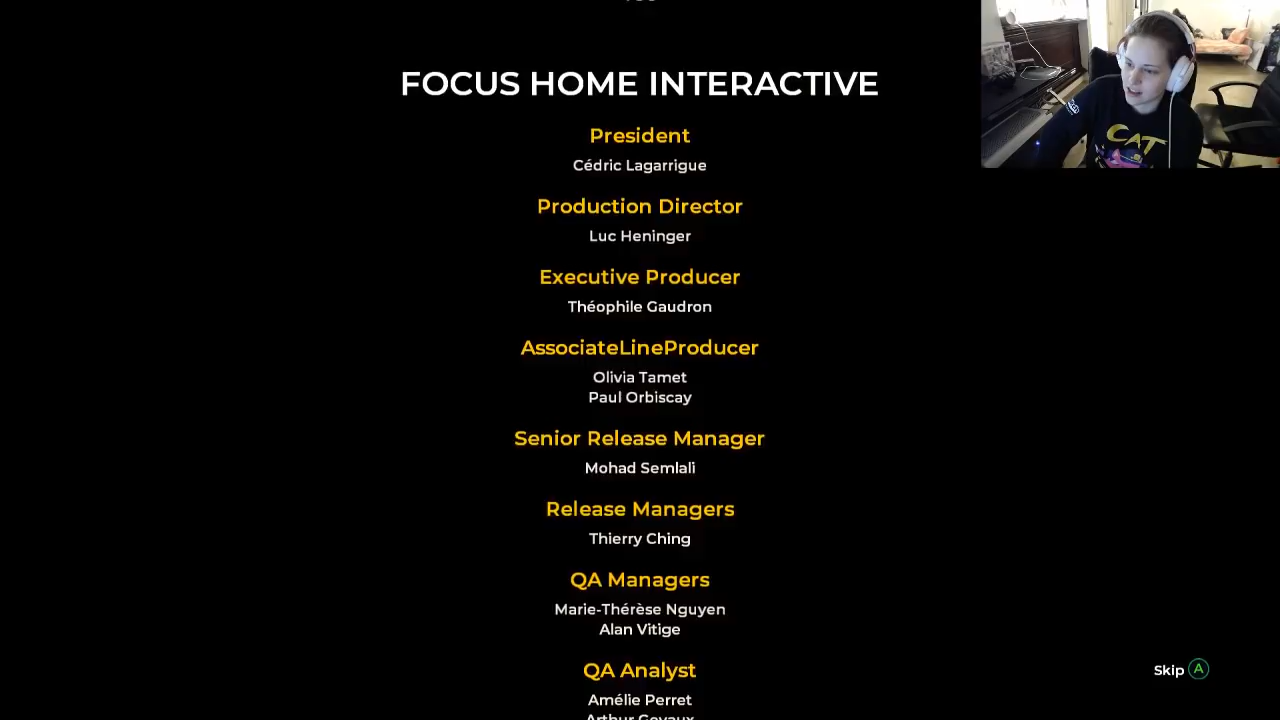 FOCUS HOME INTERACTIVE
President
Cédric Lagarrigue
Production Director
Luc Heninger
Executive Producer
Théophile Gaudron
AssociateLineProducer
Olivia Tamet
Paul Orbiscay
Senior Release Manager
Mohad Semlali
Release Managers
Thierry Ching
QA Managers
Marie-Thérèse Nguyen
Alan Vitige
QA Analyst
Amélie Perret
Skip A
CAT